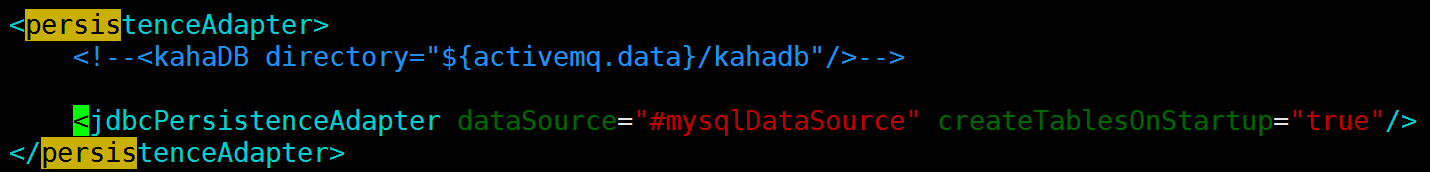 <persistenceAdapter>
<!--<kahaDB directory="${activemq.data}/kahadb"/>-->
<jdbcPersistenceAdapter dataSource="#mysqlDataSource" createTablesOnStartup="true"/>
</persistenceAdapter>